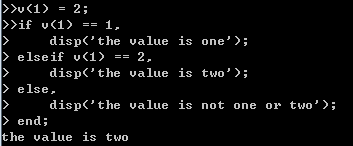 >>v(1) = 2;
>>if v(1) == 1,
>     disp('the value is one');
> elseif v(1) == 2,
>     disp('the value is two');
> else,
>     disp('the value is not one or two');
> end;
the value is two